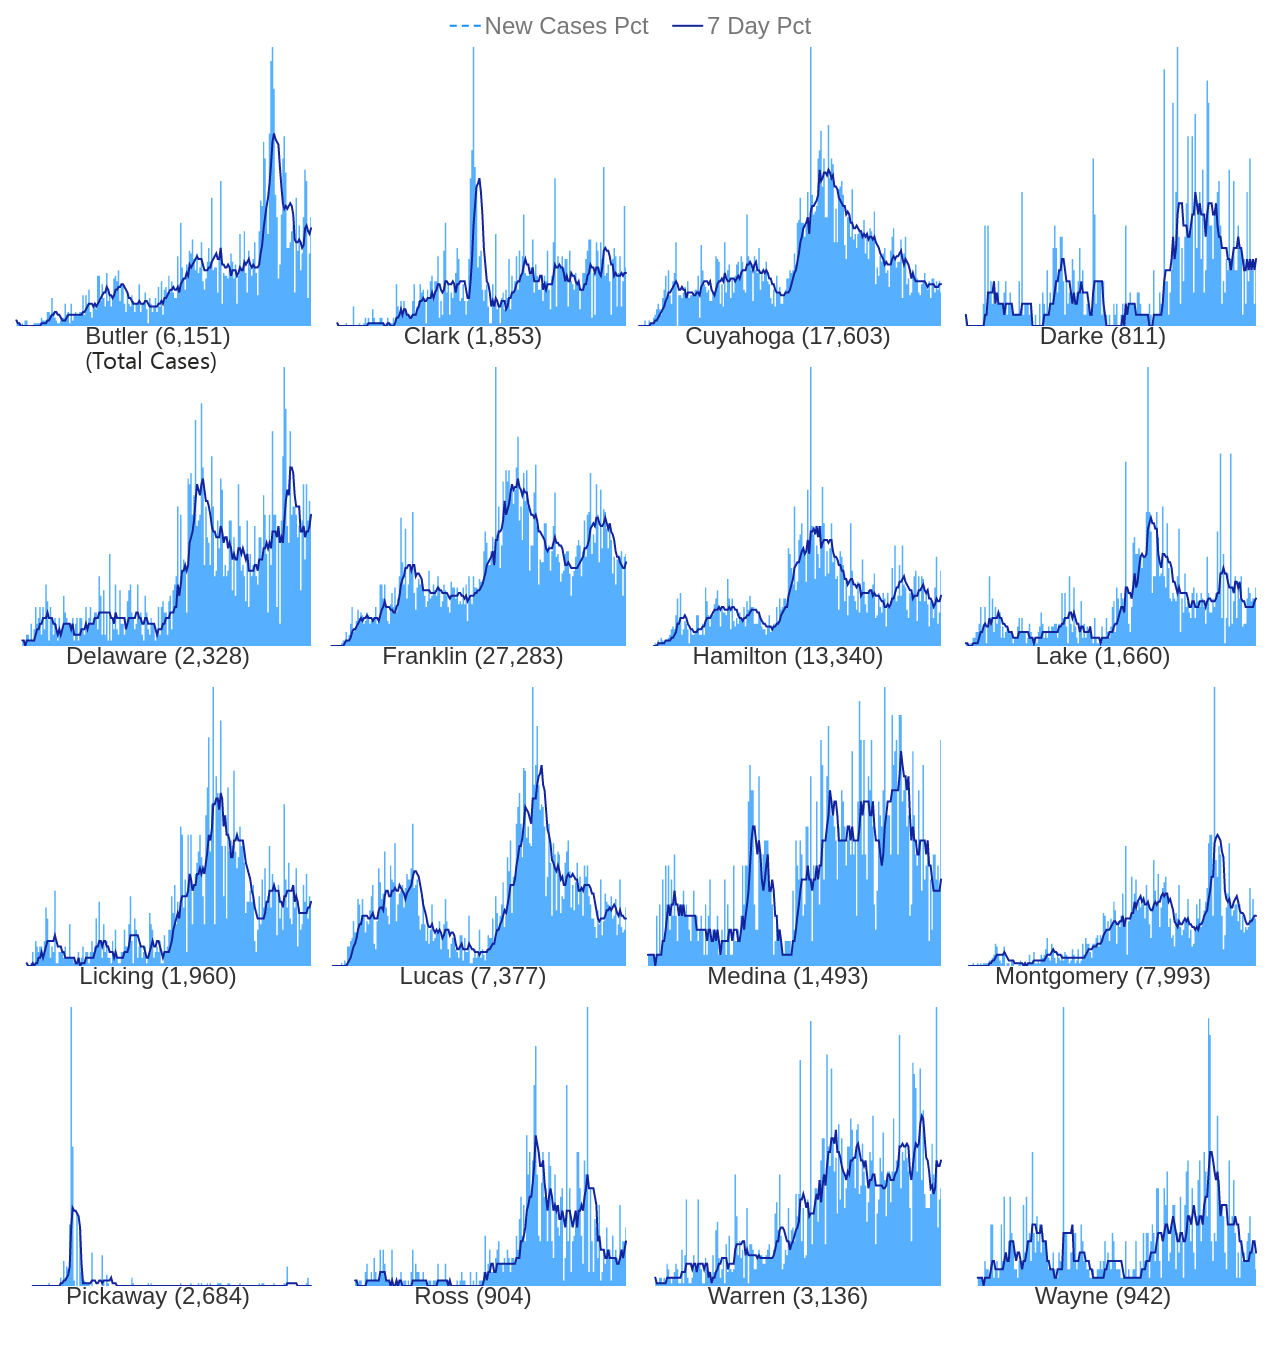 New Cases Pct 7 Day Pct
Butler (6,151) Clark (1,853) Cuyahoga (17,603) Darke (811)
(Total Cases)
Delaware (2,328) Franklin (27,283) Hamilton (13,340) Lake (1,660)
Licking (1,960) Lucas (7,377) Medina (1,493) Montgomery (7,993)
Pickaway (2,684) Ross (904) Warren (3,136) Wayne (942)